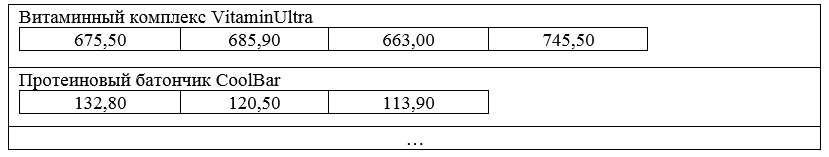 Витаминный комплекс VitaminUltra
675,50 685,90 663,00 745,50
Протеиновый батончик CoolBar
132,80 120,50 113,90
...